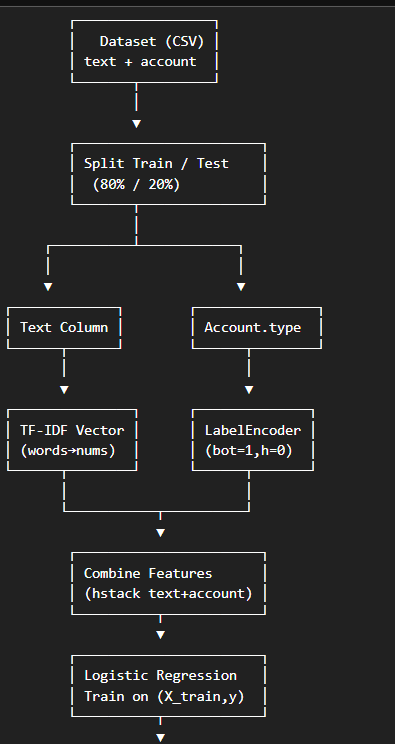 Dataset (CSV)
text + account
Split Train / Test
(80% / 20%)
Text Column
Account.type
TF-IDF Vector
(words→nums)
LabelEncoder
(bot=1,h=0)
Combine Features
(hstack text+account)
Logistic Regression
Train on (X_train,y)